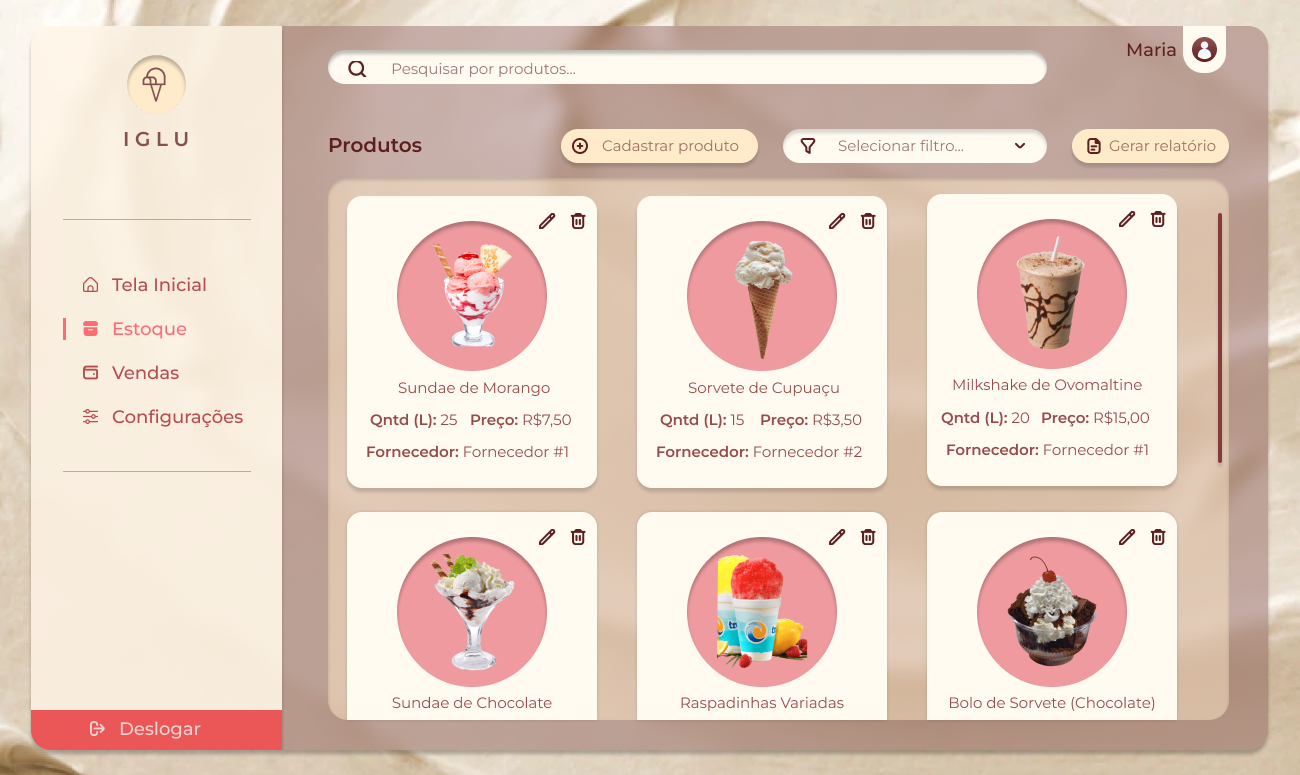 IGLU
Tela Inicial
Estoque
Vendas
Configurações
Deslogar
Pesquisar por produtos...
Maria
Produtos
Cadastrar produto
Selecionar filtro...
Gerar relatório
Sundae de Morango
Qntd (L): 25 Preço: R$7,50
Fornecedor: Fornecedor #1
Sorvete de Cupuaçu
Qntd (L): 15 Preço: R$3,50
Fornecedor: Fornecedor #2
Milkshake de Ovomaltine
Qntd (L): 20 Preço: R$15,00
Fornecedor: Fornecedor #1
Sundae de Chocolate
Raspadinhas Variadas
Bolo de Sorvete (Chocolate)